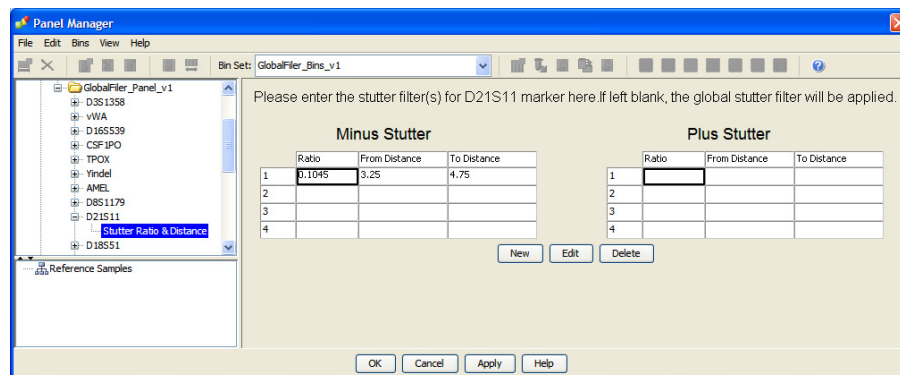 Panel Manager
File Edit Bins View Help
Bin Set: GlobalFiler_Bins_v1
GlobalFiler_Panel_v1
D3S1358
vWA
D16S539
CSF1PO
TPOX
Yindel
AMEL
D8S1179
D21S11
Stutter Ratio & Distance
D18S51
Reference Samples
Please enter the stutter filter(s) for D21S11 marker here.If left blank, the global stutter filter will be applied.
Minus Stutter
Ratio From Distance To Distance
1 0.1045 3.25 4.75
2
3
4
Plus Stutter
Ratio From Distance To Distance
1
2
3
4
New Edit Delete
OK Cancel Apply Help